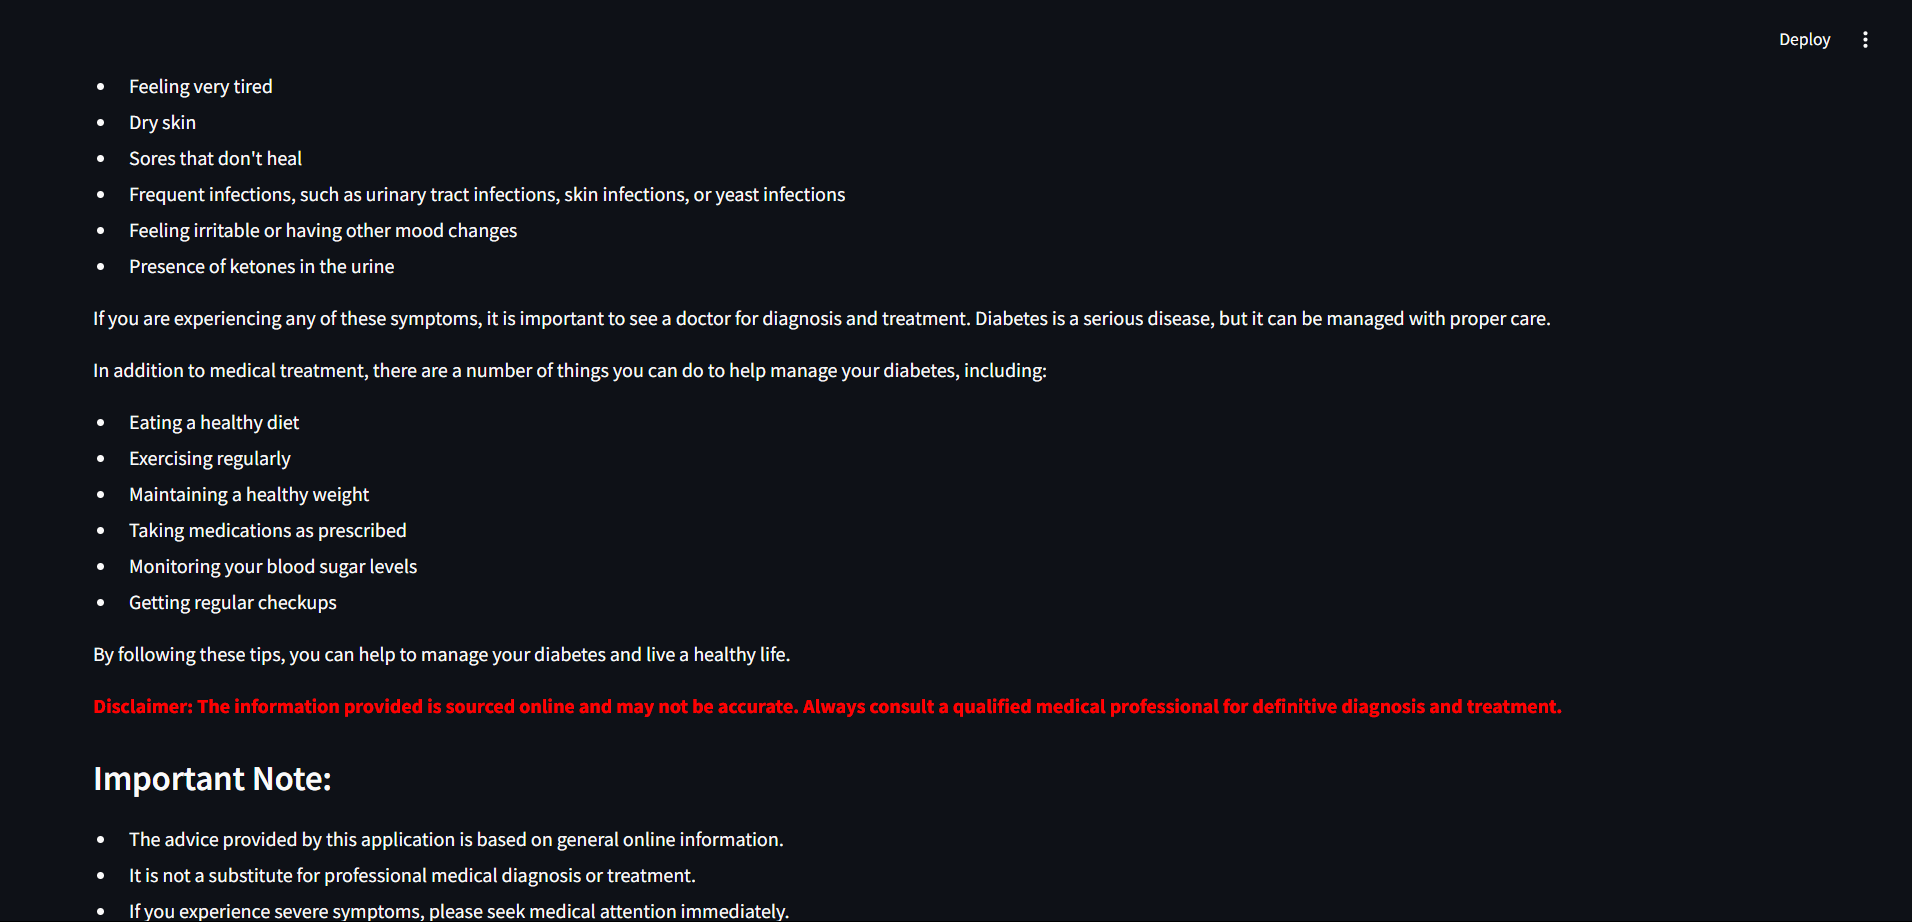 Deploy
Feeling very tired
Dry skin
Sores that don't heal
Frequent infections, such as urinary tract infections, skin infections, or yeast infections
Feeling irritable or having other mood changes
Presence of ketones in the urine
If you are experiencing any of these symptoms, it is important to see a doctor for diagnosis and treatment. Diabetes is a serious disease, but it can be managed with proper care.
In addition to medical treatment, there are a number of things you can do to help manage your diabetes, including:
Eating a healthy diet
Exercising regularly
Maintaining a healthy weight
Taking medications as prescribed
Monitoring your blood sugar levels
Getting regular checkups
By following these tips, you can help to manage your diabetes and live a healthy life.
Disclaimer: The information provided is sourced online and may not be accurate. Always consult a qualified medical professional for definitive diagnosis and treatment.
Important Note:
The advice provided by this application is based on general online information.
It is not a substitute for professional medical diagnosis or treatment.
If you experience severe symptoms, please seek medical attention immediately.